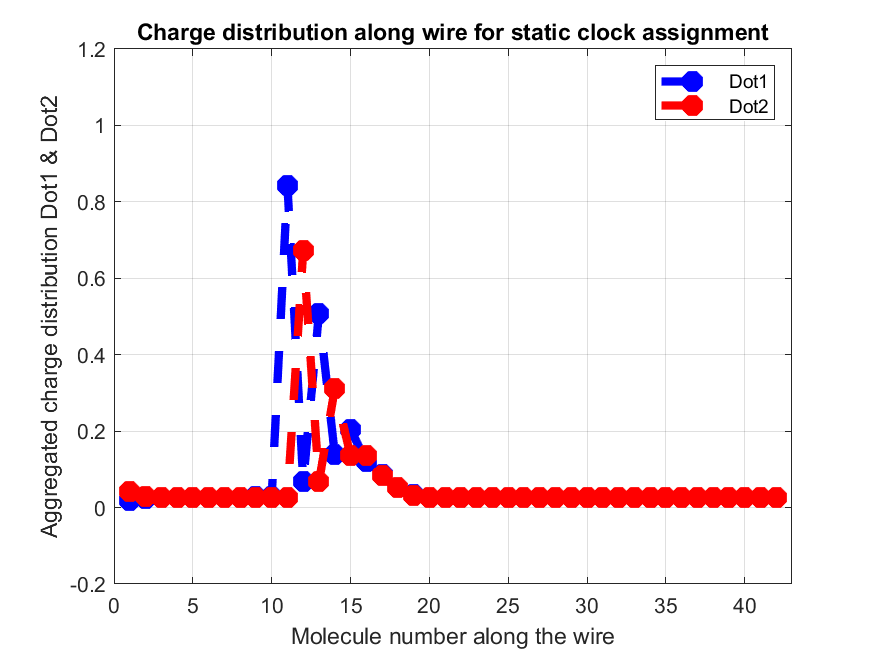 Charge distribution along wire for static clock assignment
Dot1
Dot2
Aggregated charge distribution Dot1 & Dot2
1.2
1
0.8
0.6
0.4
0.2
0
-0.2
0 5 10 15 20 25 30 35 40
Molecule number along the wire